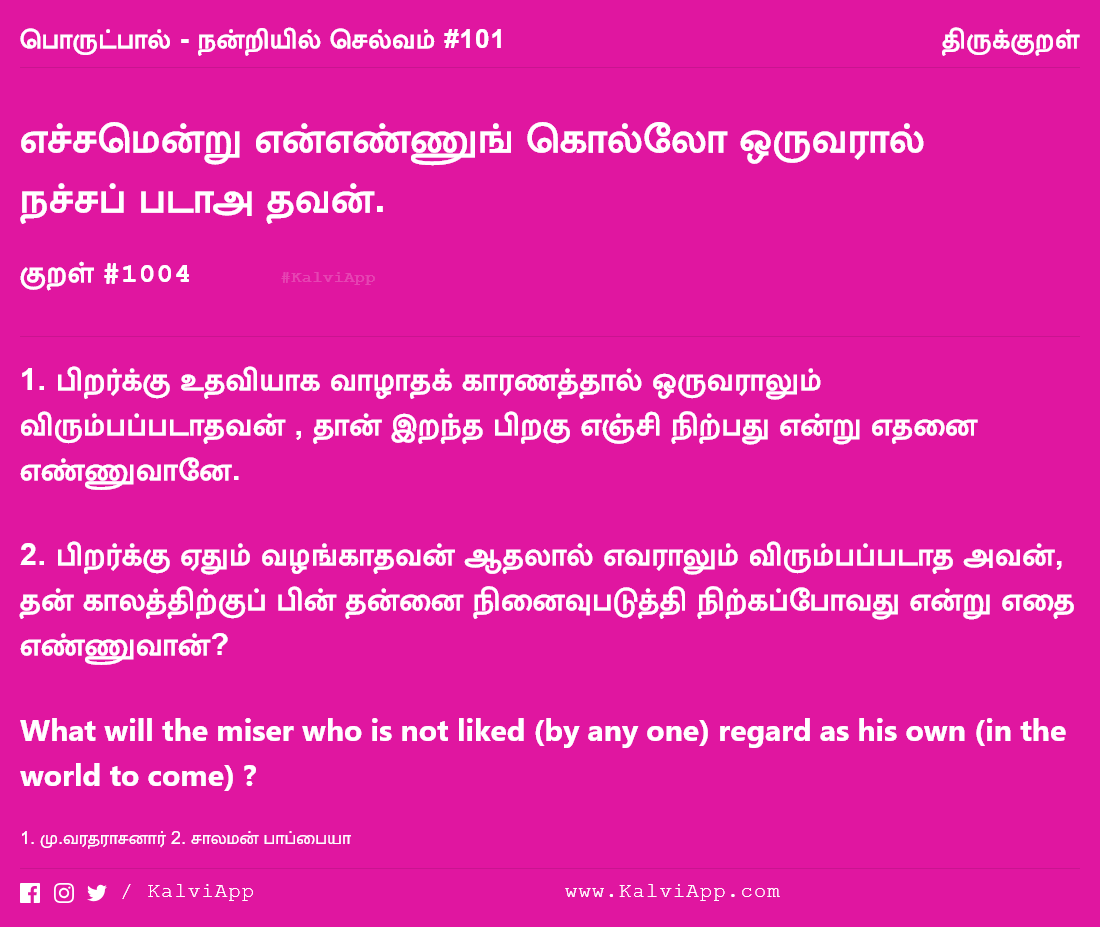 பொருட்பால் - நன்றியில் செல்வம் #101
திருக்குறள்
எச்சமென்று என்எண்ணுங் கொல்லோ ஒருவரால்
நச்சப் படாஅ தவன்.
குறள் #1004
#KalviApp
1. பிறர்க்கு உதவியாக வாழாதக் காரணத்தால் ஒருவராலும்
விரும்பப்படாதவன் , தான் இறந்த பிறகு எஞ்சி நிற்பது என்று எதனை
எண்ணுவானே.
2. பிறர்க்கு ஏதும் வழங்காதவன் ஆதலால் எவராலும் விரும்பப்படாத அவன்,
தன் காலத்திற்குப் பின் தன்னை நினைவுபடுத்தி நிற்கப்போவது என்று எதை
எண்ணுவான்?
What will the miser who is not liked (by any one) regard as his own (in the
world to come) ?
1. மு.வரதராசனார் 2. சாலமன் பாப்பையா
/ KalviApp
www.KalviApp.com